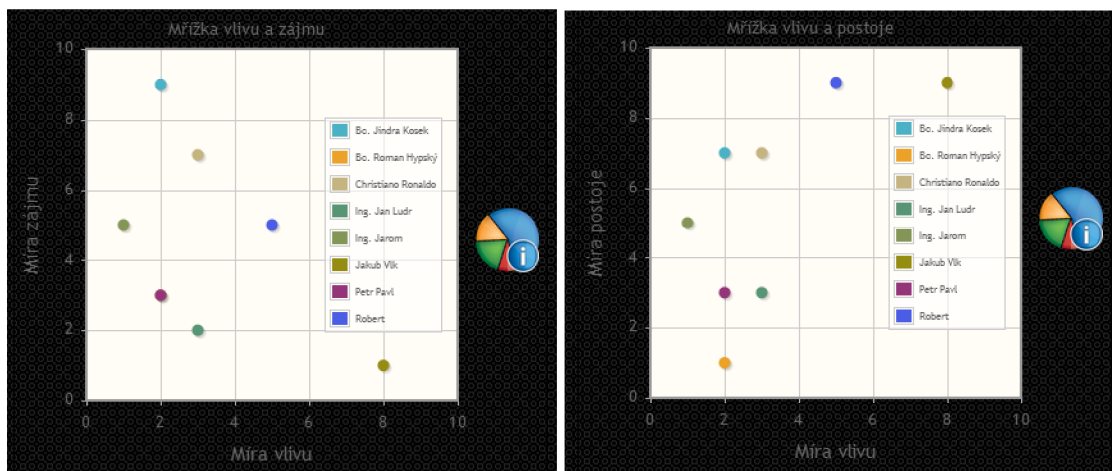 Mřížka vlivu a zájmu
10
8
6
4
2
0
0 2 4 6 8 10
Míra zájmu
Míra vlivu
Bc. Jindra Kosek
Bc. Roman Hypský
Christiano Ronaldo
Ing. Jan Ludr
Ing. Jarom
Jakub Vlk
Petr Pavl
Robert
Mřížka vlivu a postoje
10
8
6
4
2
0
0 2 4 6 8 10
Míra postoje
Míra vlivu
Bc. Jindra Kosek
Bc. Roman Hypský
Christiano Ronaldo
Ing. Jan Ludr
Ing. Jarom
Jakub Vlk
Petr Pavl
Robert